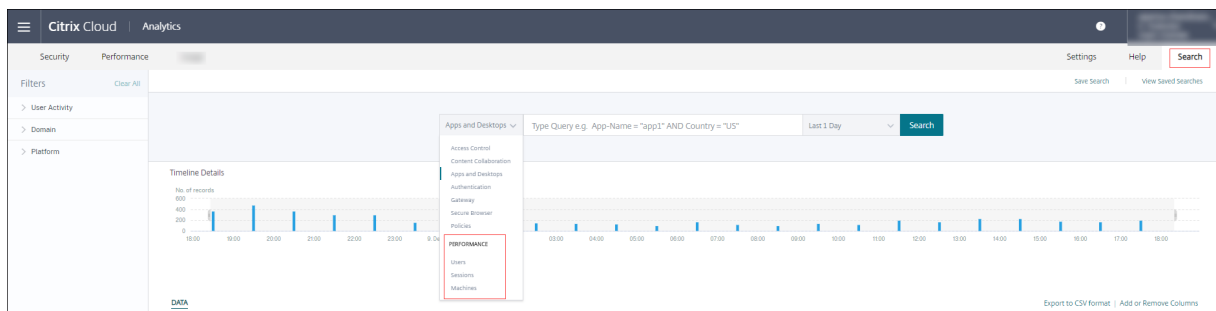 Citrix Cloud Analytics
?
Security Performance Settings Help Search
Filters Clear All Save Search View Saved Searches
> User Activity
> Domain
> Platform
Apps and Desktops Type Query e.g. App-Name = "app1" AND Country = "US" Last 1 Day Search
Access Control
Content Collaboration
Apps and Desktops
Authentication
Gateway
Secure Browser
Policies
PERFORMANCE
Users
Sessions
Machines
Timeline Details
No. of records
600
400
200
0
18:00 19:00 20:00 21:00 22:00 23:00 9. De 03:00 04:00 05:00 06:00 07:00 08:00 09:00 10:00 11:00 12:00 13:00 14:00 15:00 16:00 17:00 18:00
DATA Export to CSV format | Add or Remove Columns